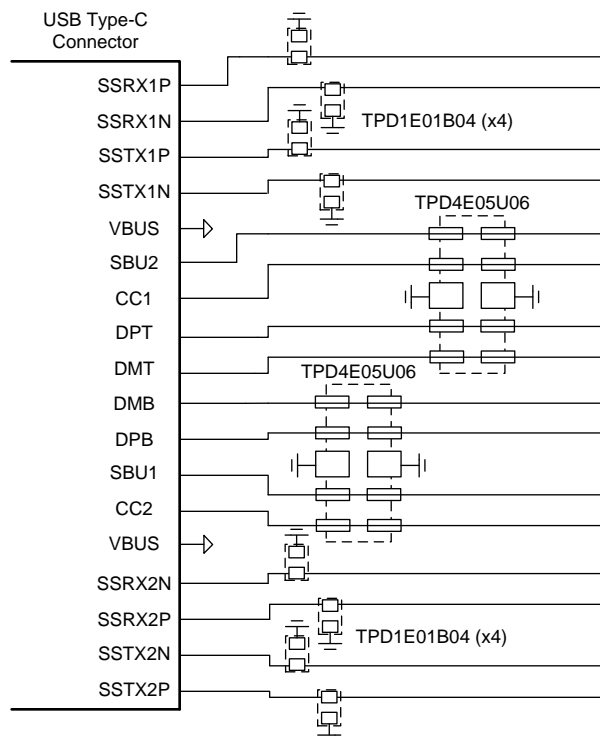 USB Type-C
Connector
SSRX1P
SSRX1N
TPD1E01B04 (x4)
SSTX1P
SSTX1N
TPD4E05U06
VBUS
SBU2
CC1
DPT
DMT
TPD4E05U06
DMB
DPB
SBU1
CC2
VBUS
SSRX2N
SSRX2P
TPD1E01B04 (x4)
SSTX2N
SSTX2P